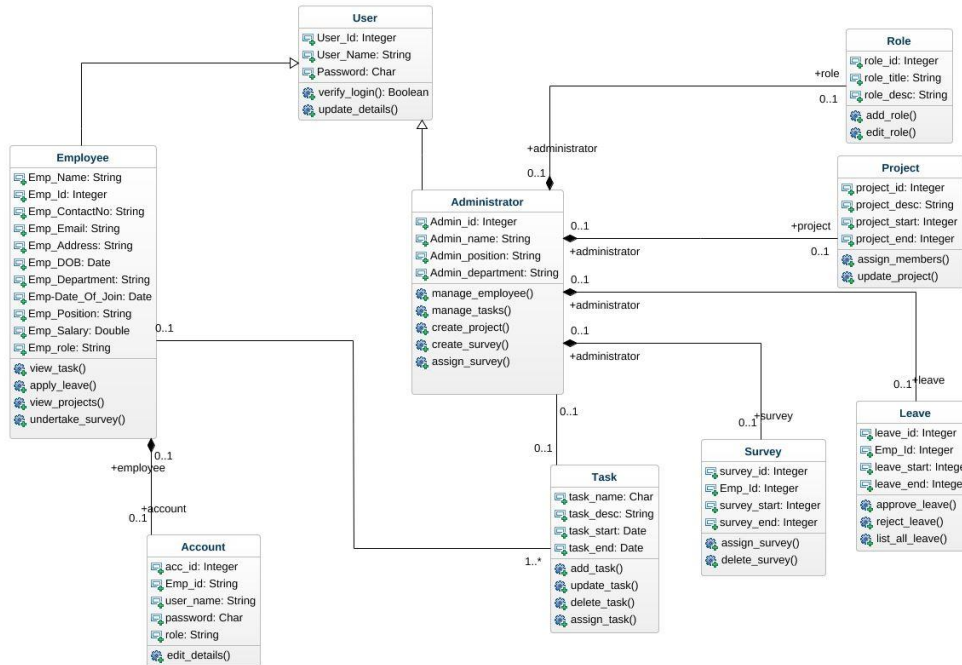 User
User_Id: Integer
User_Name: String
Password: Char
verify_login(): Boolean
update_details()
Role
role_id: Integer
role_title: String
role_desc: String
add_role()
edit_role()
+role
0..1
+administrator
0..1
Employee
Emp_Name: String
Emp_Id: Integer
Emp_ContactNo: String
Emp_Email: String
Emp_Address: String
Emp_DOB: Date
Emp_Department: String
Emp-Date_Of_Join: Date
Emp_Position: String
Emp_Salary: Double
Emp_role: String
view_task()
apply_leave()
view_projects()
undertake_survey()
0..1
Administrator
Admin_id: Integer
Admin_name: String
Admin_position: String
Admin_department: String
manage_employee()
manage_tasks()
create_project()
create_survey()
assign_survey()
0..1
+administrator
+project
0..1
Project
project_id: Integer
project_desc: String
project_start: Integer
project_end: Integer
assign_members()
update_project()
0..1
+administrator
0..1
+administrator
0..1
+leave
Leave
leave_id: Integer
Emp_Id: Integer
leave_start: Intege
leave_end: Integer
approve_leave()
reject_leave()
list_all_leave()
0..1
+survey
Survey
survey_id: Integer
Emp_Id: Integer
survey_start: Integer
survey_end: Integer
assign_survey()
delete_survey()
0..1
0..1
Task
task_name: Char
task_desc: String
task_start: Date
task_end: Date
add_task()
update_task()
delete_task()
assign_task()
1..*
0..1
+employee
+account
0..1
Account
acc_id: Integer
Emp_id: String
user_name: String
password: Char
role: String
edit_details()